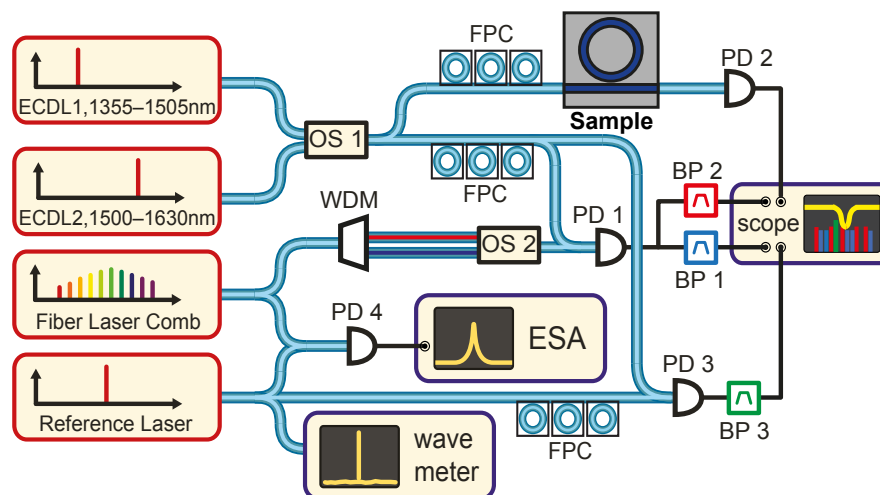 FPC
PD 2
ECDL1,1355–1505nm
OS 1
Sample
FPC
BP 2
ECDL2,1500–1630nm
WDM
PD 1
scope
OS 2
BP 1
Fiber Laser Comb
PD 4
ESA
PD 3
Reference Laser
FPC
BP 3
wave
meter